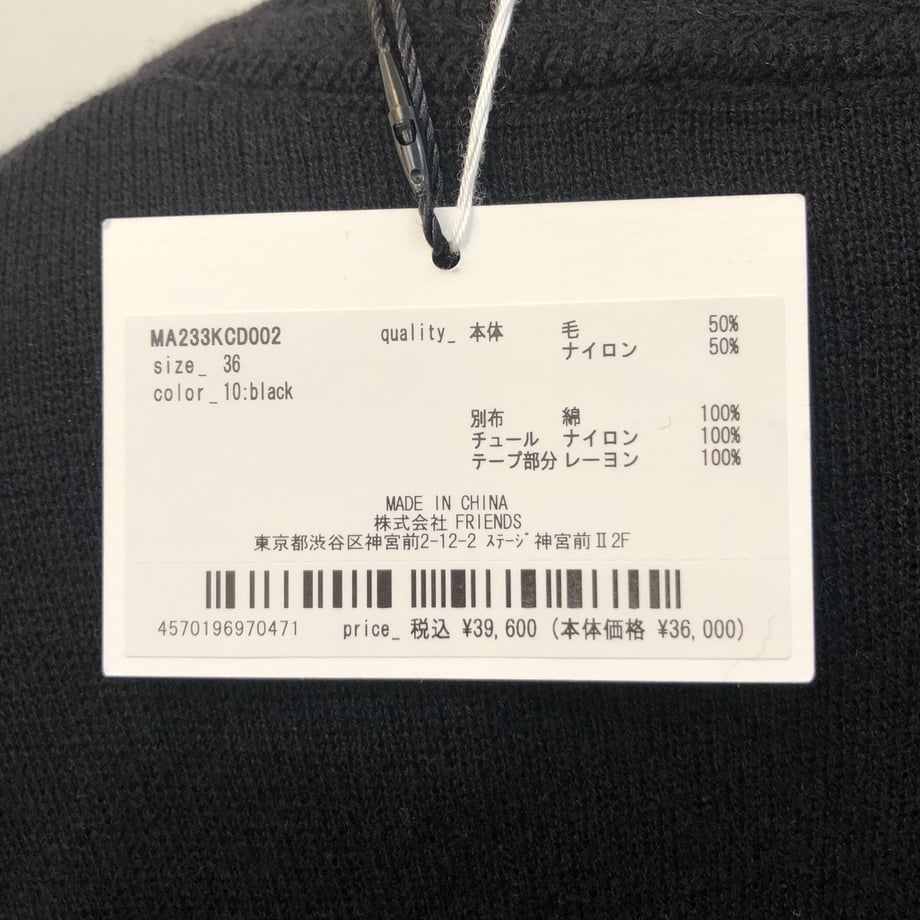 MA233KCD002
size_ 36
color_10:black
quality_ 本体 毛 50%
ナイロン 50%
別布 綿 100%
チュール ナイロン 100%
テープ部分 レーヨン 100%
MADE IN CHINA
株式会社 FRIENDS
東京都渋谷区神宮前2-12-2 ｽﾃｰｼﾞ神宮前Ⅱ2F
4570196970471 price_ 税込 ¥39,600 (本体価格 ¥36,000)